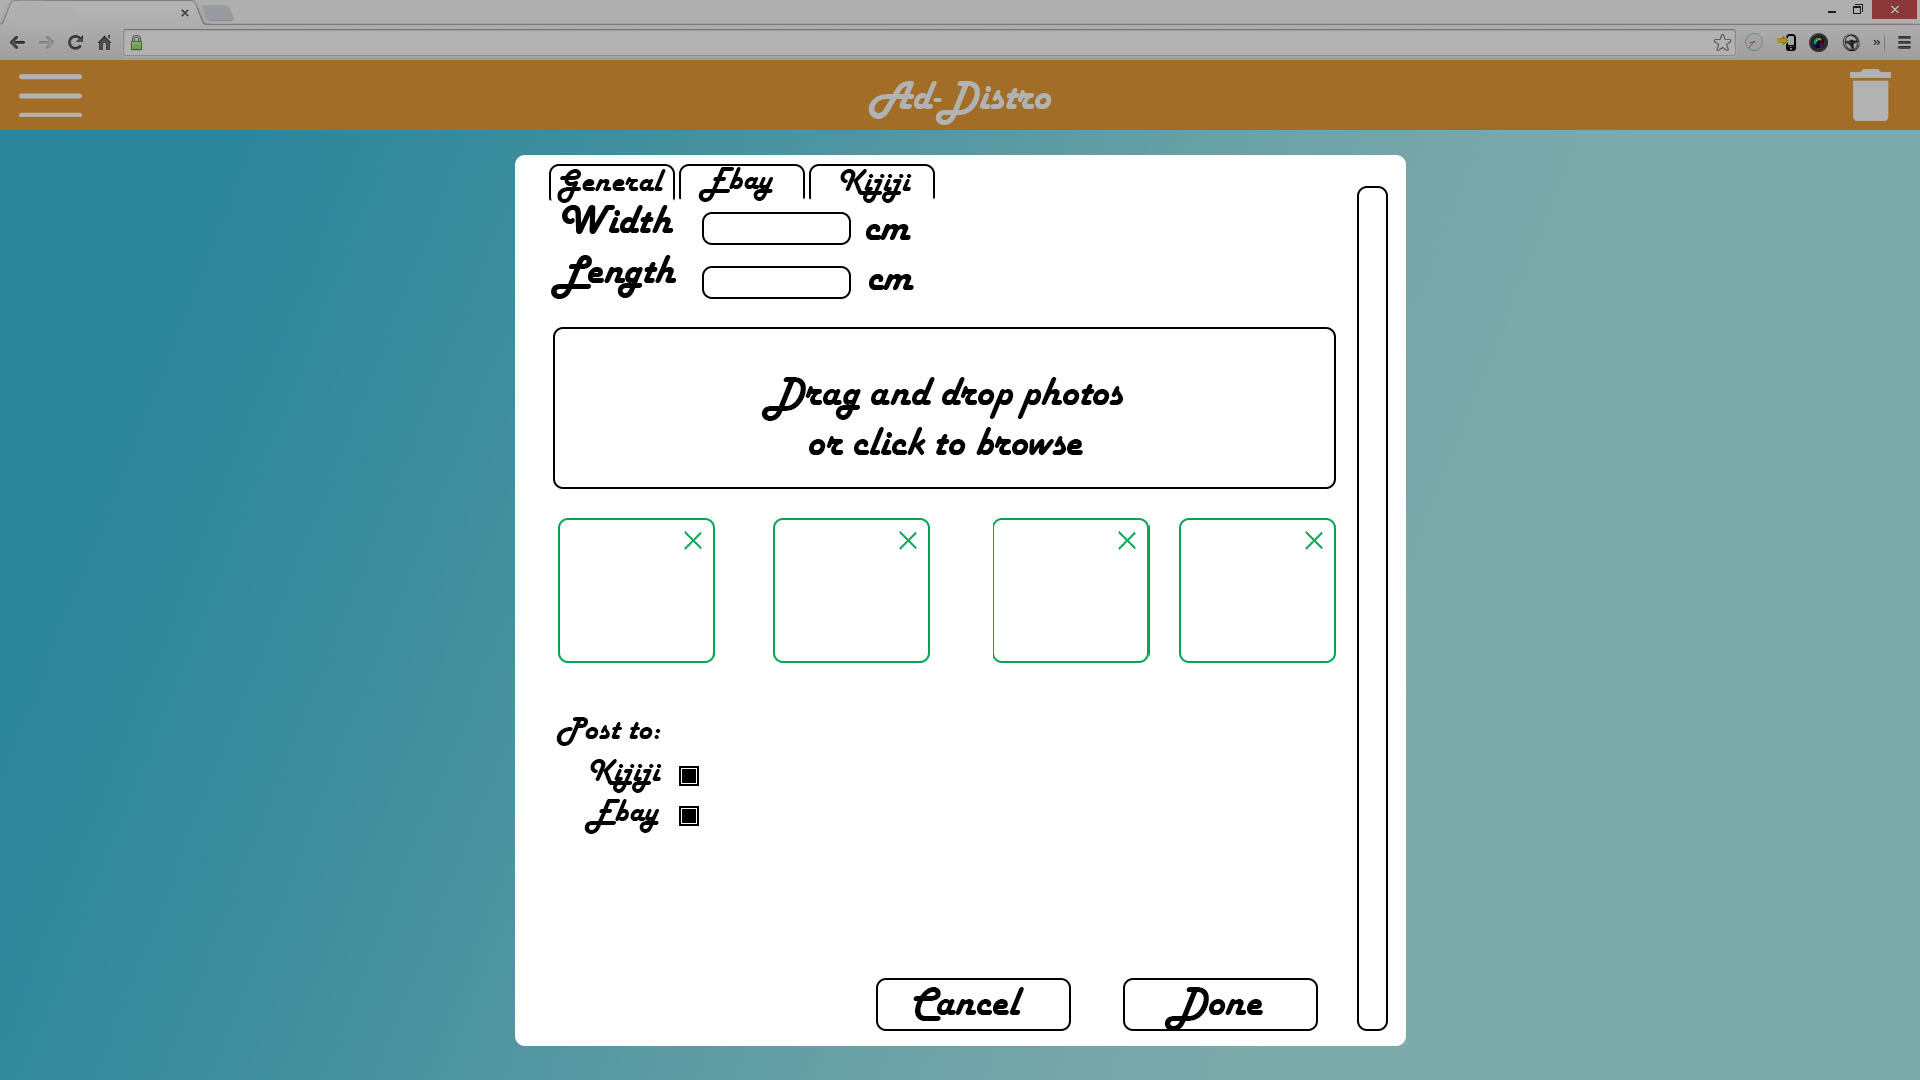 Ad-Distro
General Ebay Kijiji
Width cm
Length cm
Drag and drop photos
or click to browse
Post to:
Kijiji
Ebay
Cancel Done